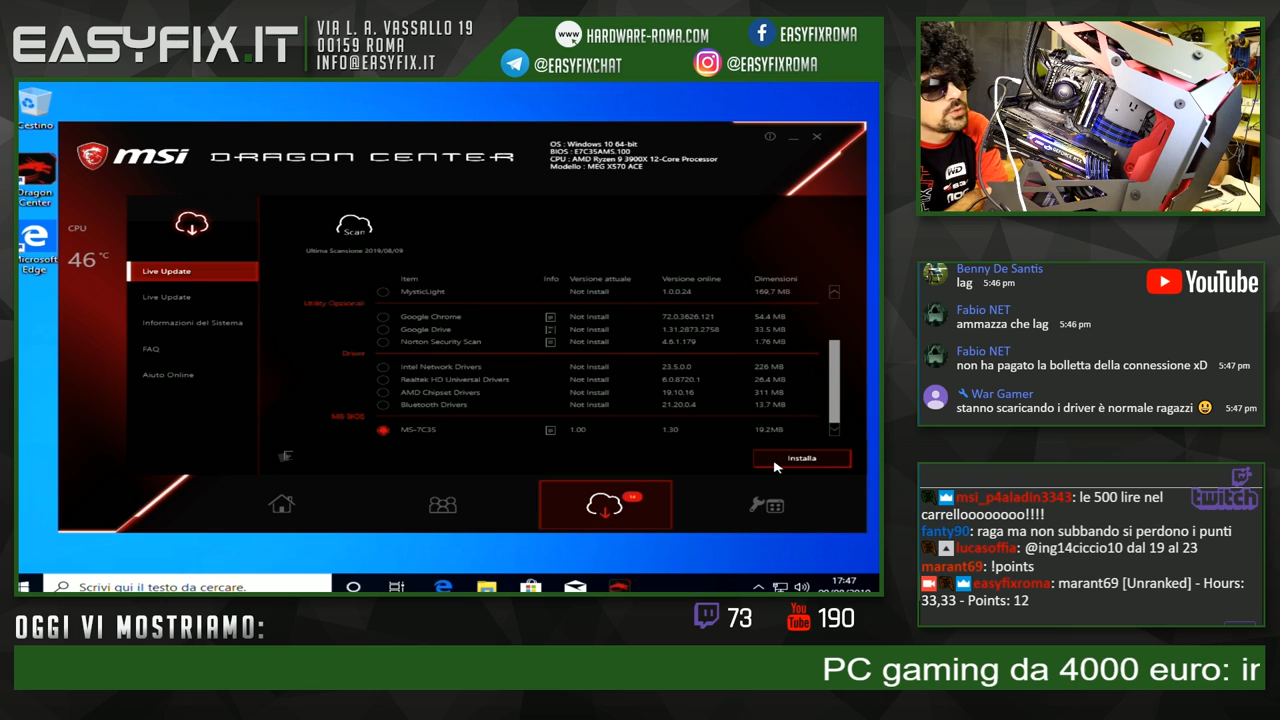 EASYFIX.IT
VIA L. A. VASSALLO 19
00159 ROMA
INFO@EASYFIX.IT
WWW
HARDWARE-ROMA.COM
EASYFIXROMA
@EASYFIXCHAT
@EASYFIXROMA
Cestino
Dragon
Center
Microsoft
Edge
msi DRAGON CENTER
OS : Windows 10 64-bit
BIOS : E7C35AMS.100
CPU : AMD Ryzen 9 3900X 12-Core Processor
Modello : MEG X570 ACE
CPU
46 °C
Live Update
Live Update
Informazioni del Sistema
FAQ
Aiuto Online
Scan
Ultima Scansione 2019/08/09
Item Info Versione attuale Versione online Dimensioni
MysticLight Not Install 1.0.0.24 169,7 MB
Utility Opzionali
Google Chrome Not Install 72.0.3626.121 54.4 MB
Google Drive Not Install 1.31.2873.2758 33.5 MB
Norton Security Scan Not Install 4.6.1.179 1.76 MB
Driver
Intel Network Drivers Not Install 23.5.0.0 226 MB
Realtek HD Universal Drivers Not Install 6.0.8720.1 26.4 MB
AMD Chipset Drivers Not Install 19.10.16 311 MB
Bluetooth Drivers Not Install 21.20.0.4 13.7 MB
MB BIOS
MS-7C35 1.00 1.30 19.2MB
Installa
14
Scrivi qui il testo da cercare.
17:47
WD
Benny De Santis
lag 5:46 pm
YouTube
Fabio NET
ammazza che lag 5:46 pm
Fabio NET
non ha pagato la bolletta della connessione xD 5:47 pm
War Gamer
stanno scaricando i driver è normale ragazzi 5:47 pm
twitch
msi_p4aladin3343: le 500 lire nel
carrellooooooo!!!!
fanty90: raga ma non subbando si perdono i punti
lucasoffia: @ing14ciccio10 dal 19 al 23
marant69: !points
easyfixroma: marant69 [Unranked] - Hours:
33,33 - Points: 12
OGGI VI MOSTRIAMO:
73
You Tube 190
PC gaming da 4000 euro: ir